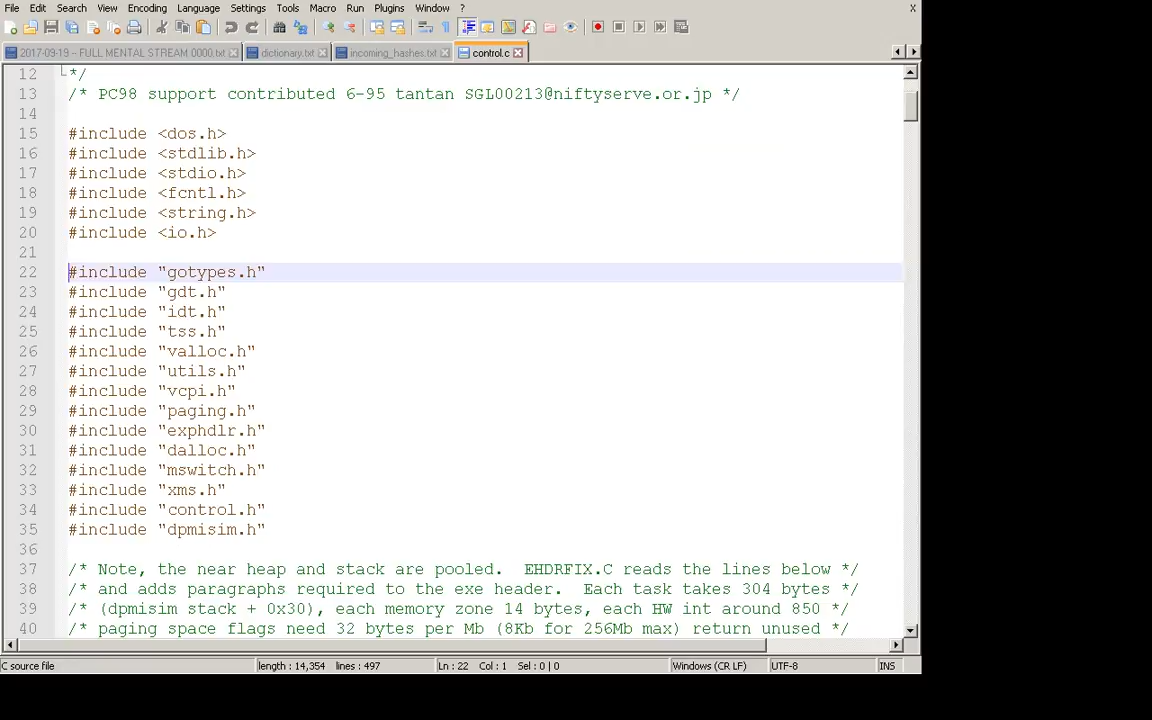 File Edit Search View Encoding Language Settings Tools Macro Run Plugins Window ? X
2017-09-19 – FULL MENTAL STREAM 0000.txt dictionary.txt incoming_hashes.txt control.c
12 */
13 /* PC98 support contributed 6-95 tantan SGL00213@niftyserve.or.jp */
14
15 #include <dos.h>
16 #include <stdlib.h>
17 #include <stdio.h>
18 #include <fcntl.h>
19 #include <string.h>
20 #include <io.h>
21
22 #include "gotypes.h"
23 #include "gdt.h"
24 #include "idt.h"
25 #include "tss.h"
26 #include "valloc.h"
27 #include "utils.h"
28 #include "vcpi.h"
29 #include "paging.h"
30 #include "exphdlr.h"
31 #include "dalloc.h"
32 #include "mswitch.h"
33 #include "xms.h"
34 #include "control.h"
35 #include "dpmisim.h"
36
37 /* Note, the near heap and stack are pooled.  EHDRFIX.C reads the lines below */
38 /* and adds paragraphs required to the exe header.  Each task takes 304 bytes */
39 /* (dpmisim stack + 0x30), each memory zone 14 bytes, each HW int around 850 */
40 /* paging space flags need 32 bytes per Mb (8Kb for 256Mb max) return unused */
C source file length : 14,354 lines : 497 Ln : 22 Col : 1 Sel : 0 | 0 Windows (CR LF) UTF-8 INS